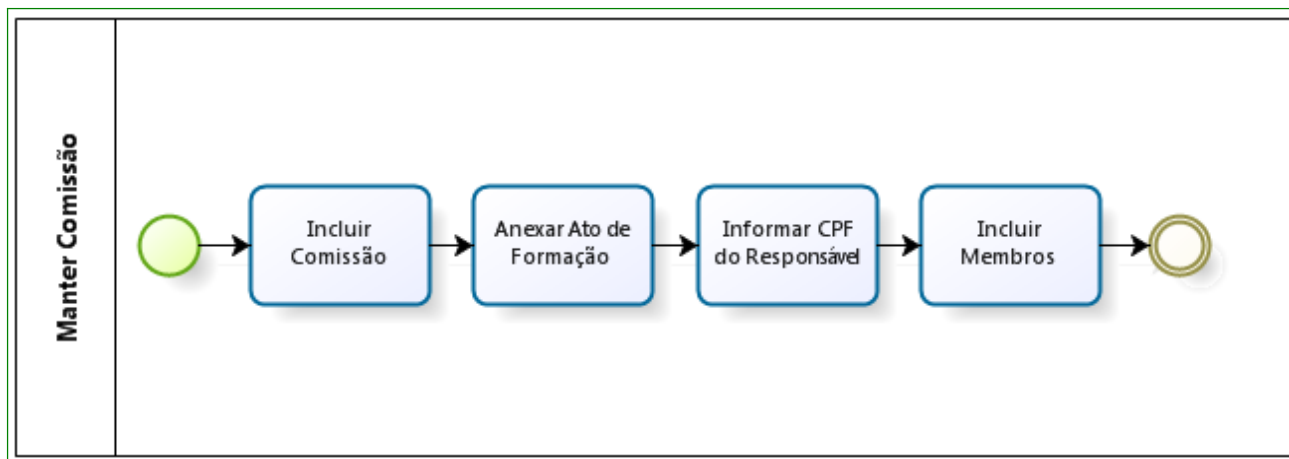 Manter Comissão
Incluir
Comissão
Anexar Ato de
Formação
Informar CPF
do Responsável
Incluir
Membros